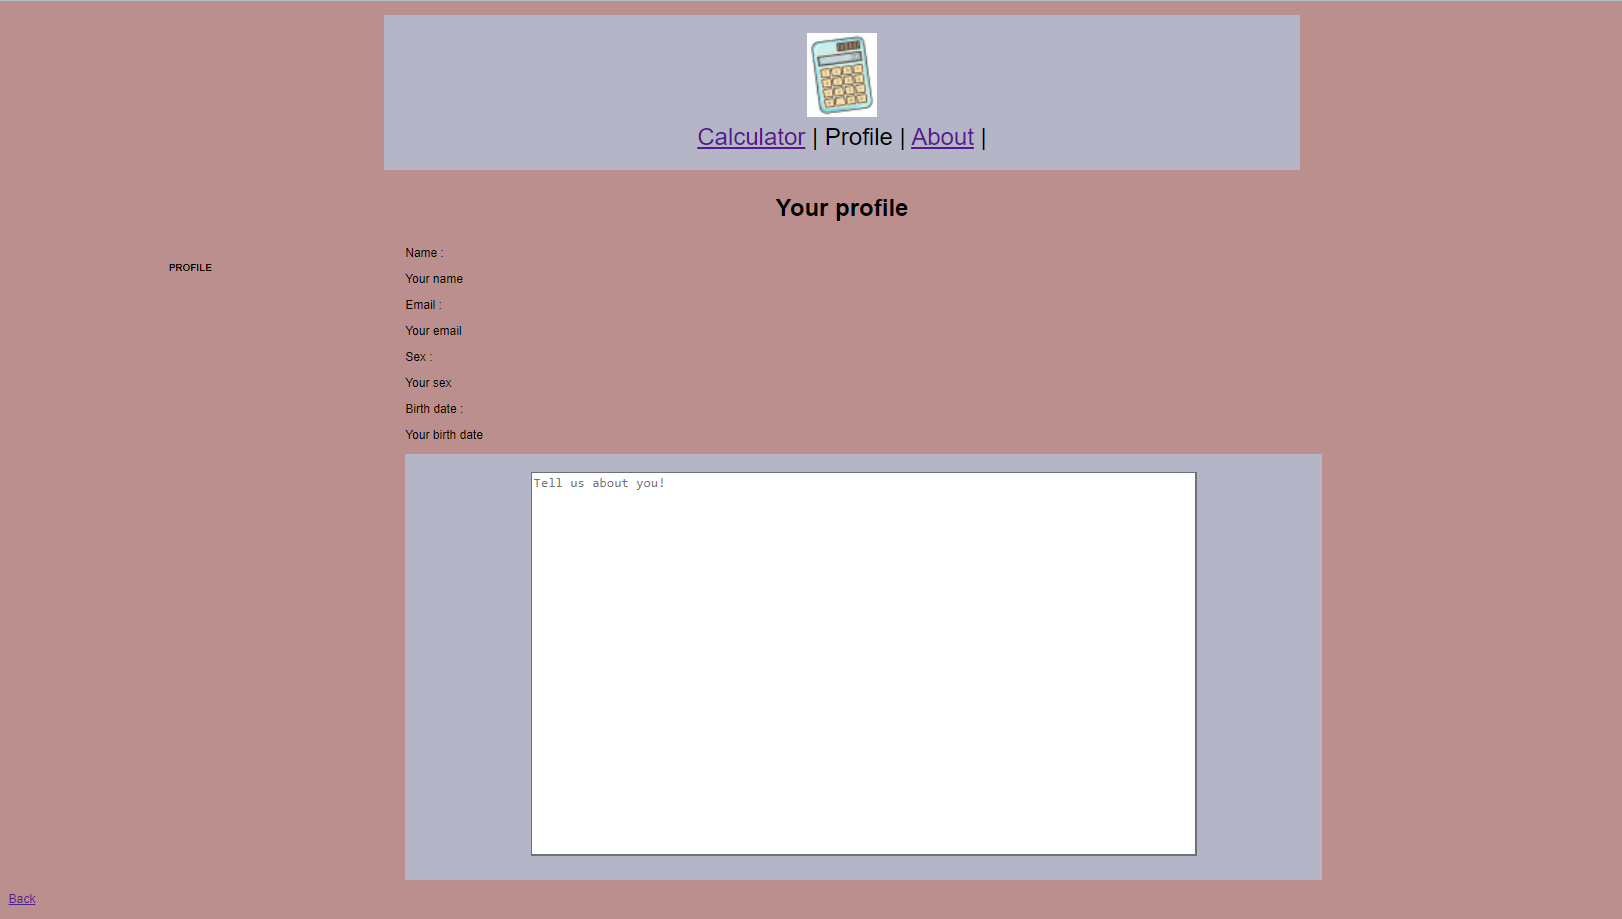 Calculator | Profile | About |
Your profile
PROFILE
Name :
Your name
Email :
Your email
Sex :
Your sex
Birth date :
Your birth date
Tell us about you!
Back